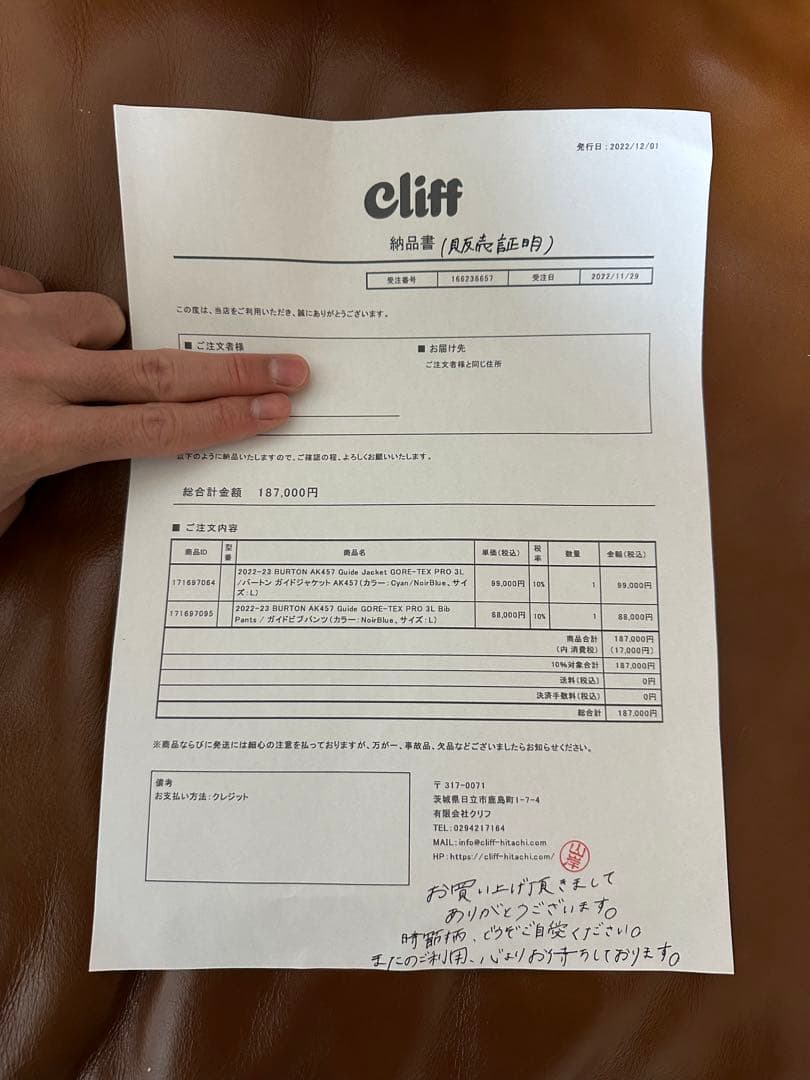 発行日:2022/12/01
cliff
納品書(販売証明)
受注番号 166236657 受注日 2022/11/29
この度は、当店をご利用いただき、誠にありがとうございます。
■ ご注文者様
■ お届け先
ご注文者様と同じ住所
以下のように納品いたしますので、ご確認の程、よろしくお願いいたします。
総合計金額 187,000円
■ ご注文内容
商品ID 型番 商品名 単価(税込) 税率 数量 金額(税込)
171697064 2022-23 BURTON AK457 Guide Jacket GORE-TEX PRO 3L
/バートン ガイドジャケット AK457(カラー:Cyan/NoirBlue、サイ
ズ:L) 99,000円 10% 1 99,000円
171697095 2022-23 BURTON AK457 Guide GORE-TEX PRO 3L Bib
Pants / ガイドビブパンツ(カラー:NoirBlue、サイズ:L) 88,000円 10% 1 88,000円
商品合計 187,000円
(内 消費税) (17,000円)
10%対象合計 187,000円
送料(税込) 0円
決済手数料(税込) 0円
総合計 187,000円
※商品ならびに発送には細心の注意を払っておりますが、万が一、事故品、欠品などございましたらお知らせください。
備考
お支払い方法:クレジット
〒317-0071
茨城県日立市鹿島町1-7-4
有限会社クリフ
TEL:0294217164
MAIL:info@cliff-hitachi.com
HP:https://cliff-hitachi.com/
山岸
お買い上げ頂きまして
ありがとうございます。
時節柄、どうぞご自愛ください。
またのご利用、心よりお待ちしております。